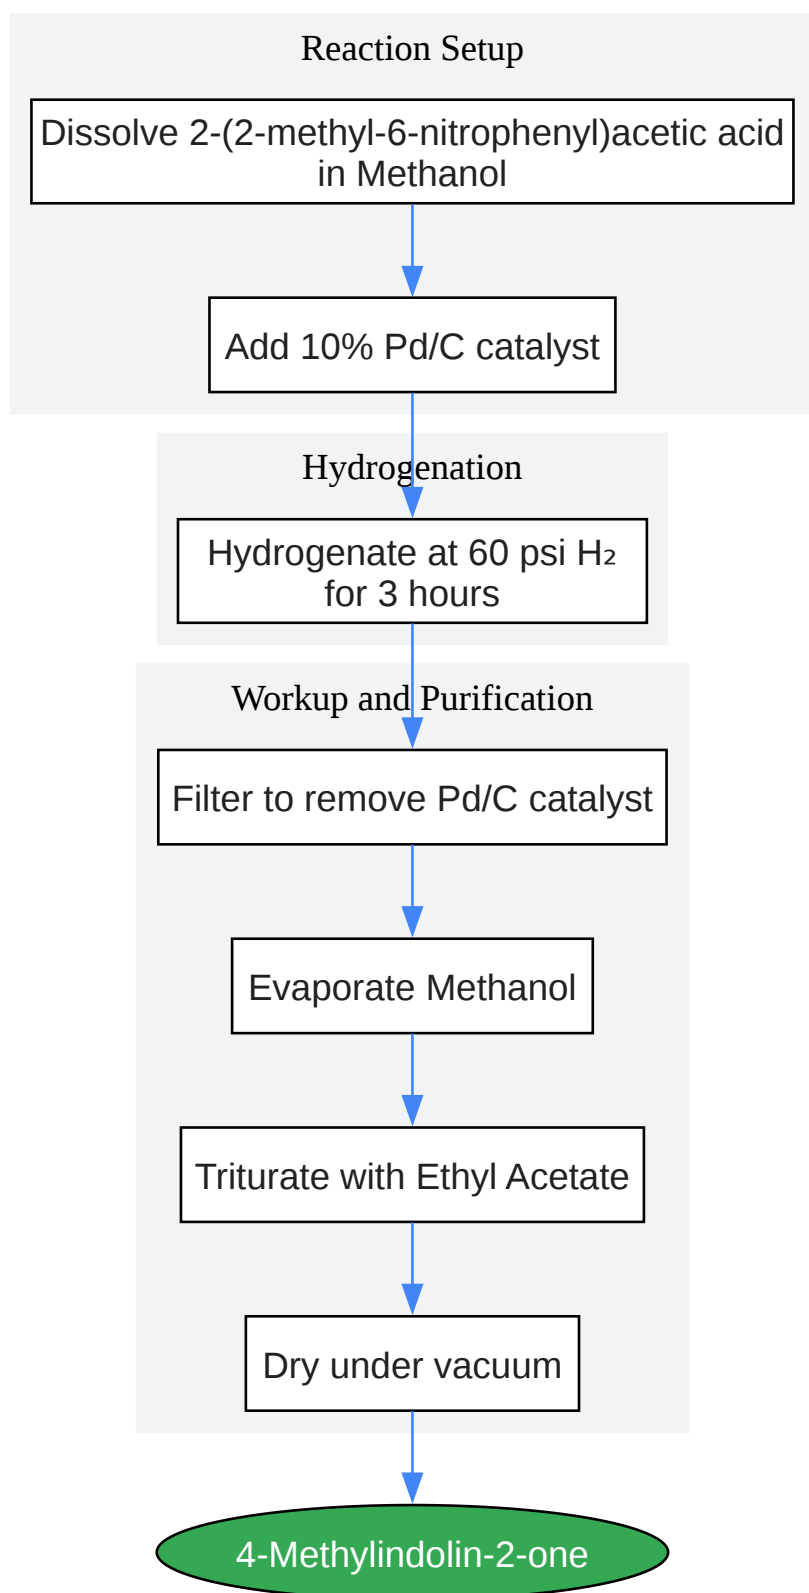 Reaction Setup
Dissolve 2-(2-methyl-6-nitrophenyl)acetic acid
in Methanol
Add 10% Pd/C catalyst
Hydrogenation
Hydrogenate at 60 psi H₂
for 3 hours
Workup and Purification
Filter to remove Pd/C catalyst
Evaporate Methanol
Triturate with Ethyl Acetate
Dry under vacuum
4-Methylindolin-2-one